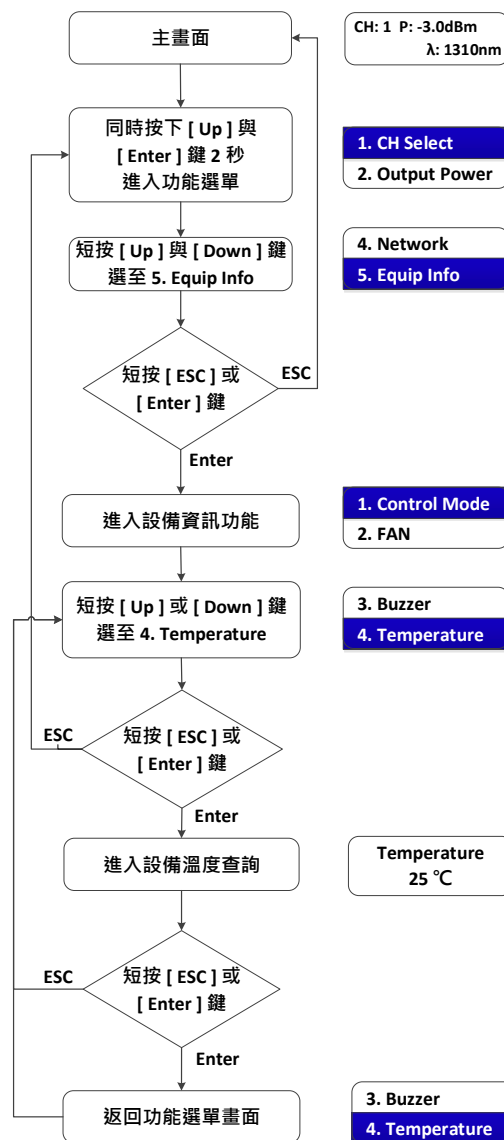 主畫面
CH: 1 P: -3.0dBm
λ: 1310nm
同時按下 [ Up ] 與
[ Enter ] 鍵 2 秒
進入功能選單
1. CH Select
2. Output Power
短按 [ Up ] 與 [ Down ] 鍵
選至 5. Equip Info
4. Network
5. Equip Info
短按 [ ESC ] 或
[ Enter ] 鍵
ESC
Enter
進入設備資訊功能
1. Control Mode
2. FAN
短按 [ Up ] 或 [ Down ] 鍵
選至 4. Temperature
3. Buzzer
4. Temperature
ESC
短按 [ ESC ] 或
[ Enter ] 鍵
Enter
進入設備溫度查詢
Temperature
25 ℃
ESC
短按 [ ESC ] 或
[ Enter ] 鍵
Enter
返回功能選單畫面
3. Buzzer
4. Temperature